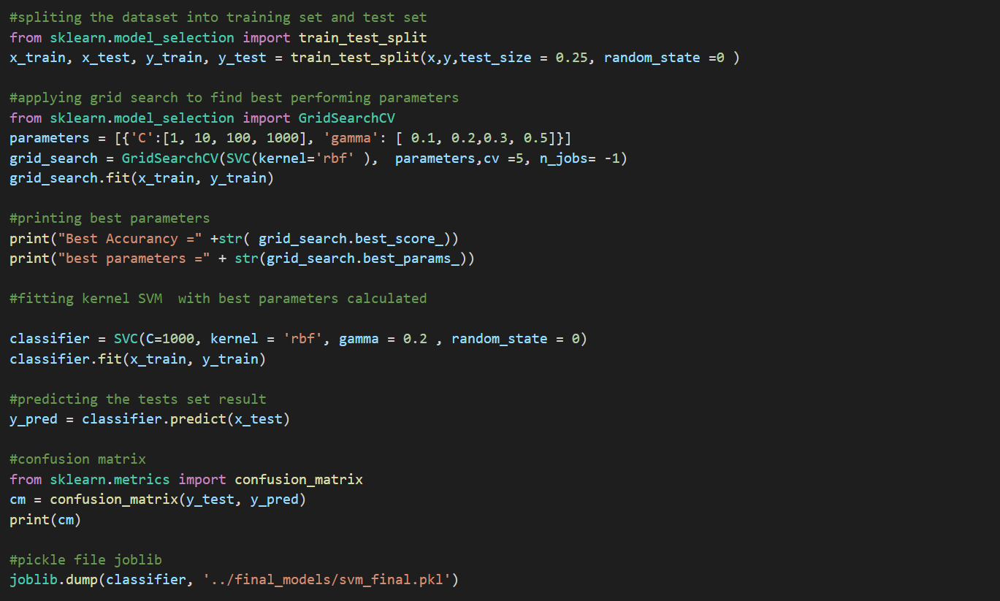 #spliting the dataset into training set and test set
from sklearn.model_selection import train_test_split
x_train, x_test, y_train, y_test = train_test_split(x,y,test_size = 0.25, random_state =0 )
#applying grid search to find best performing parameters
from sklearn.model_selection import GridSearchCV
parameters = [{'C':[1, 10, 100, 1000], 'gamma': [ 0.1, 0.2,0.3, 0.5]}]
grid_search = GridSearchCV(SVC(kernel='rbf' ),  parameters,cv =5, n_jobs= -1)
grid_search.fit(x_train, y_train)
#printing best parameters
print("Best Accurancy =" +str( grid_search.best_score_))
print("best parameters =" + str(grid_search.best_params_))
#fitting kernel SVM  with best parameters calculated
classifier = SVC(C=1000, kernel = 'rbf', gamma = 0.2 , random_state = 0)
classifier.fit(x_train, y_train)
#predicting the tests set result
y_pred = classifier.predict(x_test)
#confusion matrix
from sklearn.metrics import confusion_matrix
cm = confusion_matrix(y_test, y_pred)
print(cm)
#pickle file joblib
joblib.dump(classifier, '../final_models/svm_final.pkl')